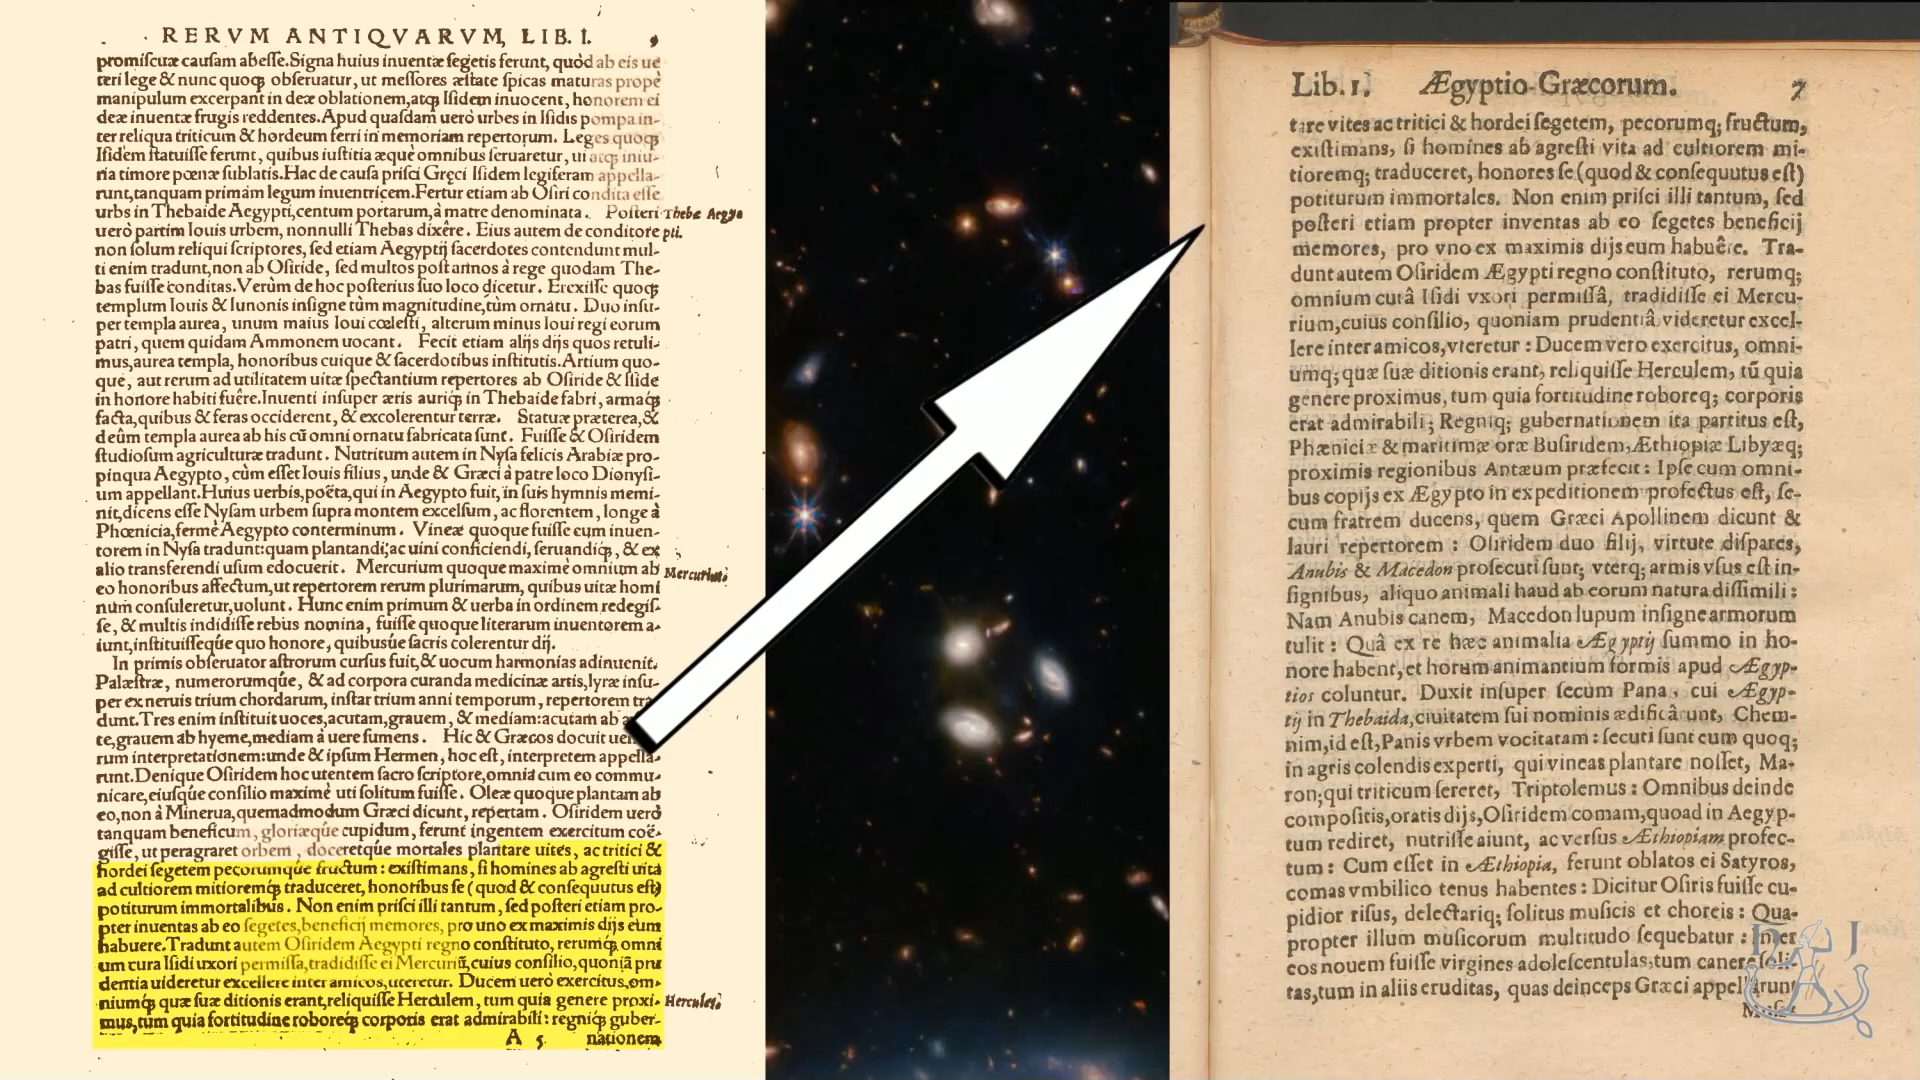 RERVM ANTIQVARVM, LIB. I. 9
promiſcuæ cauſam abeſſe.Signa huius inuentæ ſegetis ferunt, quòd ab eis ue
teri lege & nunc quoq; obſeruatur, ut meſſores æſtate ſpicas maturas propè
manipulum excerpant in deæ oblationem,atq; Iſidem inuocent, honorem ei
deæ inuentæ frugis reddentes.Apud quaſdam uerò urbes in Iſidis pompa in-
ter reliqua triticum & hordeum ferri in memoriam repertorum. Leges quoq;
Iſidem ſtatuiſſe ferunt, quibus iuſtitia æquè omnibus ſeruaretur, ui atq; iniu-
ria timore pœnæ ſublatis.Hac de cauſa priſci Gręci Iſidem legiferam appella-
runt,tanquam primàm legum inuentricem.Fertur etiam ab Oſiri condita eſſe
urbs in Thebaide Aegypti,centum portarum,à matre denominata. Poſteri Thebæ Aegy
uerò partim Iouis urbem, nonnulli Thebas dixêre. Eius autem de conditore pti.
non ſolum reliqui ſcriptores, ſed etiam Aegyptij ſacerdotes contendunt mul-
ti enim tradunt,non ab Oſiride, ſed multos poſt annos à rege quodam The-
bas fuiſſe conditas.Verùm de hoc poſterius ſuo loco dicetur. Erexiſſe quoq;
templum Iouis & Iunonis inſigne tùm magnitudine,tùm ornatu. Duo inſu-
per templa aurea, unum maius Ioui cœleſti, alterum minus Ioui regi eorum
patri, quem quidam Ammonem uocant. Fecit etiam alijs dijs quos retuli-
mus,aurea templa, honoribus cuique & ſacerdotibus inſtitutis.Artium quo-
què, aut rerum ad utilitatem uitæ ſpectantium repertores ab Oſiride & Iſide
in honore habiti fuêre.Inuenti inſuper æris auriq; in Thebaide fabri, armaq;
facta,quibus & feras occiderent, & excolerentur terræ. Statuæ præterea,&
deûm templa aurea ab his cũ omni ornatu fabricata ſunt. Fuiſſe & Oſiridem
ſtudioſum agriculturæ tradunt. Nutritum autem in Nyſa felicis Arabiæ pro-
pinqua Aegypto, cùm eſſet Iouis filius, unde & Græci à patre loco Dionyſi-
um appellant.Huius uerbis,poëta,qui in Aegypto fuit,in ſuis hymnis memi-
nit,dicens eſſe Nyſam urbem ſupra montem excelſum, ac florentem, longe à
Phœnicia,fermè Aegypto conterminum. Vineæ quoque fuiſſe eum inuen-
torem in Nyſa tradunt:quam plantandi;ac uini conficiendi, ſeruandiq;, & ex
alio transferendi uſum edocuerit. Mercurium quoque maximè omnium ab Mercurius.
eo honoribus affectum,ut repertorem rerum plurimarum, quibus uitæ homi
num conſuleretur,uolunt. Hunc enim primum & uerba in ordinem redegiſ-
ſe, & multis indidiſſe rebus nomina, fuiſſe quoque literarum inuentorem a-
iunt,inſtituiſſeqúe quo honore, quibusúe ſacris colerentur dij.
In primis obſeruator aſtrorum curſus fuit,& uocum harmonias adinuenit.
Palæſtræ, numerorumqúe, & ad corpora curanda medicinæ artis,lyræ inſu-
per ex neruis trium chordarum, inſtar trium anni temporum, repertorem tra
dunt.Tres enim inſtituit uoces,acutam,grauem, & mediam:acutam ab
te,grauem ab hyeme,mediam à uere ſumens. Hic & Græcos docuit
rum interpretationem:unde & ipſum Hermen, hoc eſt, interpretem appella-
runt.Denique Oſiridem hoc utentem ſacro ſcriptore,omnia cum eo commu-
nicare,eiuſqúe conſilio maximè uti ſolitum fuiſſe. Oleæ quoque plantam ab
eo,non à Minerua,quemadmodum Græci dicunt, repertam. Oſiridem uerò
tanquam beneficum, gloriæqúe cupidum, ferunt ingentem exercitum coë-
giſſe, ut peragraret orbem, doceretqúe mortales plantare uites, ac tritici &
hordei ſegetem pecorumqúe fructum : exiſtimans, ſi homines ab agreſti uita
ad cultiorem mitioremq; traduceret, honoribus ſe ( quod & conſequutus eſt)
potiturum immortalibus. Non enim priſci illi tantum, ſed poſteri etiam pro-
pter inuentas ab eo ſegetes,beneficij memores, pro uno ex maximis dijs eum
habuere.Tradunt autem Oſiridem Aegypti regno conſtituto, rerumq; omni
um cura Iſidi uxori permiſſa,tradidiſſe ei Mercuriũ,cuius conſilio,quoniã pru
dentia uideretur excellere inter amicos,uteretur. Ducem uerò exercitus,om-
niumq; quæ ſuæ ditionis erant,reliquiſſe Herculem, tum quia genere proxi- Hercules.
mus,tum quia fortitudine roboreq; corporis erat admirabili: regniq; guber-
A 5 nationem
Lib. 1. Ægyptio-Græcorum. 7
tare vites ac tritici & hordei ſegetem, pecorumq; fructum,
exiſtimans, ſi homines ab agreſti vita ad cultiorem mi-
tioremq; traduceret, honores ſe (quod & conſequutus eſt)
potiturum immortales. Non enim priſci illi tantum, ſed
poſteri etiam propter inventas ab eo ſegetes beneficij
memores, pro vno ex maximis dijs eum habuêre. Tra-
dunt autem Oſiridem Ægypti regno conſtituto, rerumq;
omnium curâ Iſidi vxori permiſſâ, tradidiſſe ei Mercu-
rium,cuius conſilio, quoniam prudentiâ videretur excel-
lere inter amicos,vteretur : Ducem vero exercitus, omni-
umq; quæ ſuæ ditionis erant, reliquiſſe Herculem, tũ quia
genere proximus, tum quia fortitudine roboreq; corporis
erat admirabili ; Regniq; gubernationem ita partitus eſt,
Phæniciæ & maritimæ oræ Buſiridem,Æthiopiæ Libyæq;
proximis regionibus Antæum præfecit : Ipſe cum omni-
bus copijs ex Ægypto in expeditionem profectus eſt, ſe-
cum fratrem ducens, quem Græci Apollinem dicunt &
lauri repertorem : Oſiridem duo filij, virtute diſpares,
Anubis & Macedon proſecuti ſunt; vterq; armis vſus eſt in-
ſignibus, aliquo animali haud ab eorum natura diſſimili :
Nam Anubis canem, Macedon lupum inſigne armorum
tulit : Quâ ex re hæc animalia Ægyptij ſummo in ho-
nore habent, et horum animantium formis apud Ægyp-
tios coluntur. Duxit inſuper ſecum Pana, cui Ægyp-
tij in Thebaida,ciuitatem ſui nominis ædificârunt, Chem-
nim,id eſt,Panis vrbem vocitatam : ſecuti ſunt eum quoq;
in agris colendis experti, qui vineas plantare noſſet, Ma-
ron;qui triticum ſereret, Triptolemus : Omnibus deinde
compoſitis,oratis dijs,Oſiridem comam,quoad in Aegyp-
tum rediret, nutriſſe aiunt, ac verſus Æthiopiam profec-
tum : Cum eſſet in Æthiopia, ferunt oblatos ei Satyros,
comas vmbilico tenus habentes : Dicitur Oſiris fuiſſe cu-
pidior riſus, delectariq; ſolitus muſicis et choreis : Qua-
propter illum muſicorum multitudo ſequebatur : Inter
eos nouem fuiſſe virgines adoleſcentulas,tum canere ſoli-
tas,tum in aliis eruditas, quas deinceps Græci appellarunt